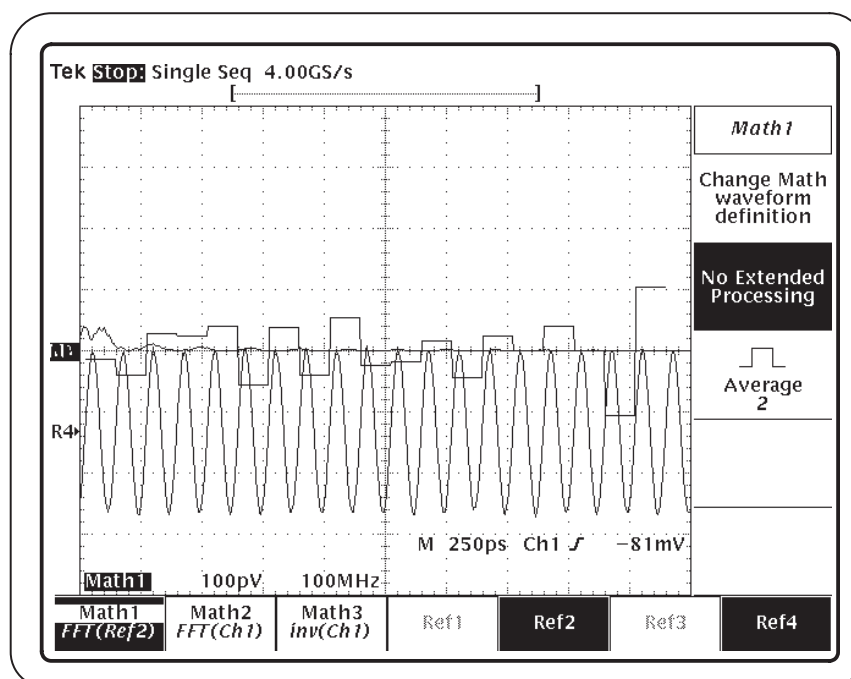 Tek Stop: Single Seq 4.00GS/s
Math1
Change Math
waveform
definition
No Extended
Processing
Average
2
R4
M 250ps Ch1 −81mV
Math1 100pV 100MHz
Math1
FFT(Ref2)
Math2
FFT(Ch1)
Math3
inv(Ch1)
Ref1
Ref2
Ref3
Ref4